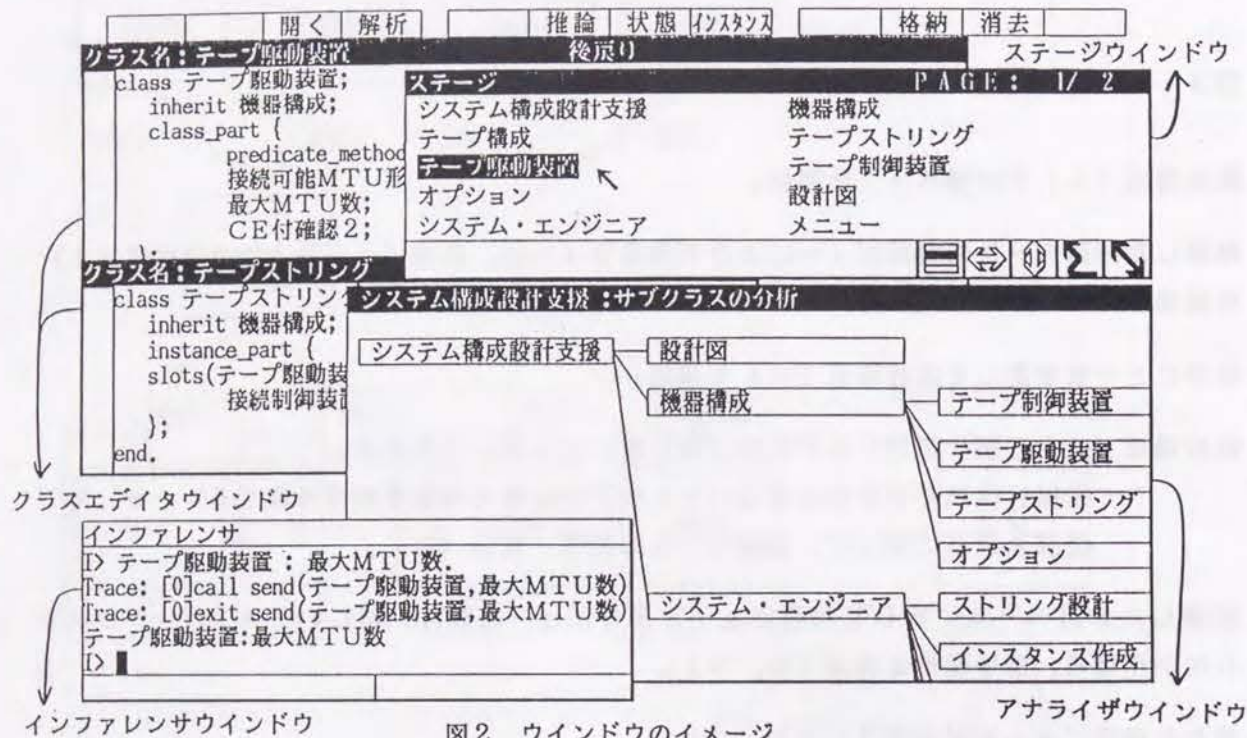 開く 解析 推論 状態 インスタンス 格納 消去
クラス名:テープ駆動装置 後戻り
ステージウインドウ
class テープ駆動装置;
inherit 機器構成;
class_part {
predicate_method
接続可能MTU形
最大MTU数;
CE付確認2;
};
ステージ PAGE: 1/ 2
システム構成設計支援 機器構成
テープ構成 テープストリング
テープ駆動装置 テープ制御装置
オプション 設計図
システム・エンジニア メニュー
クラス名:テープストリング
class テープストリング
inherit 機器構成;
instance_part {
slots(テープ駆動装
接続制御装置
};
end.
クラスエディタウインドウ
システム構成設計支援:サブクラスの分析
システム構成設計支援 設計図
機器構成 テープ制御装置
テープ駆動装置
テープストリング
オプション
システム・エンジニア ストリング設計
インスタンス作成
インファレンサ
I> テープ駆動装置 : 最大MTU数.
Trace: [0]call send(テープ駆動装置,最大MTU数)
Trace: [0]exit send(テープ駆動装置,最大MTU数)
テープ駆動装置:最大MTU数
I>
インファレンサウインドウ
アナライザウインドウ
図2 ウインドウのイメージ